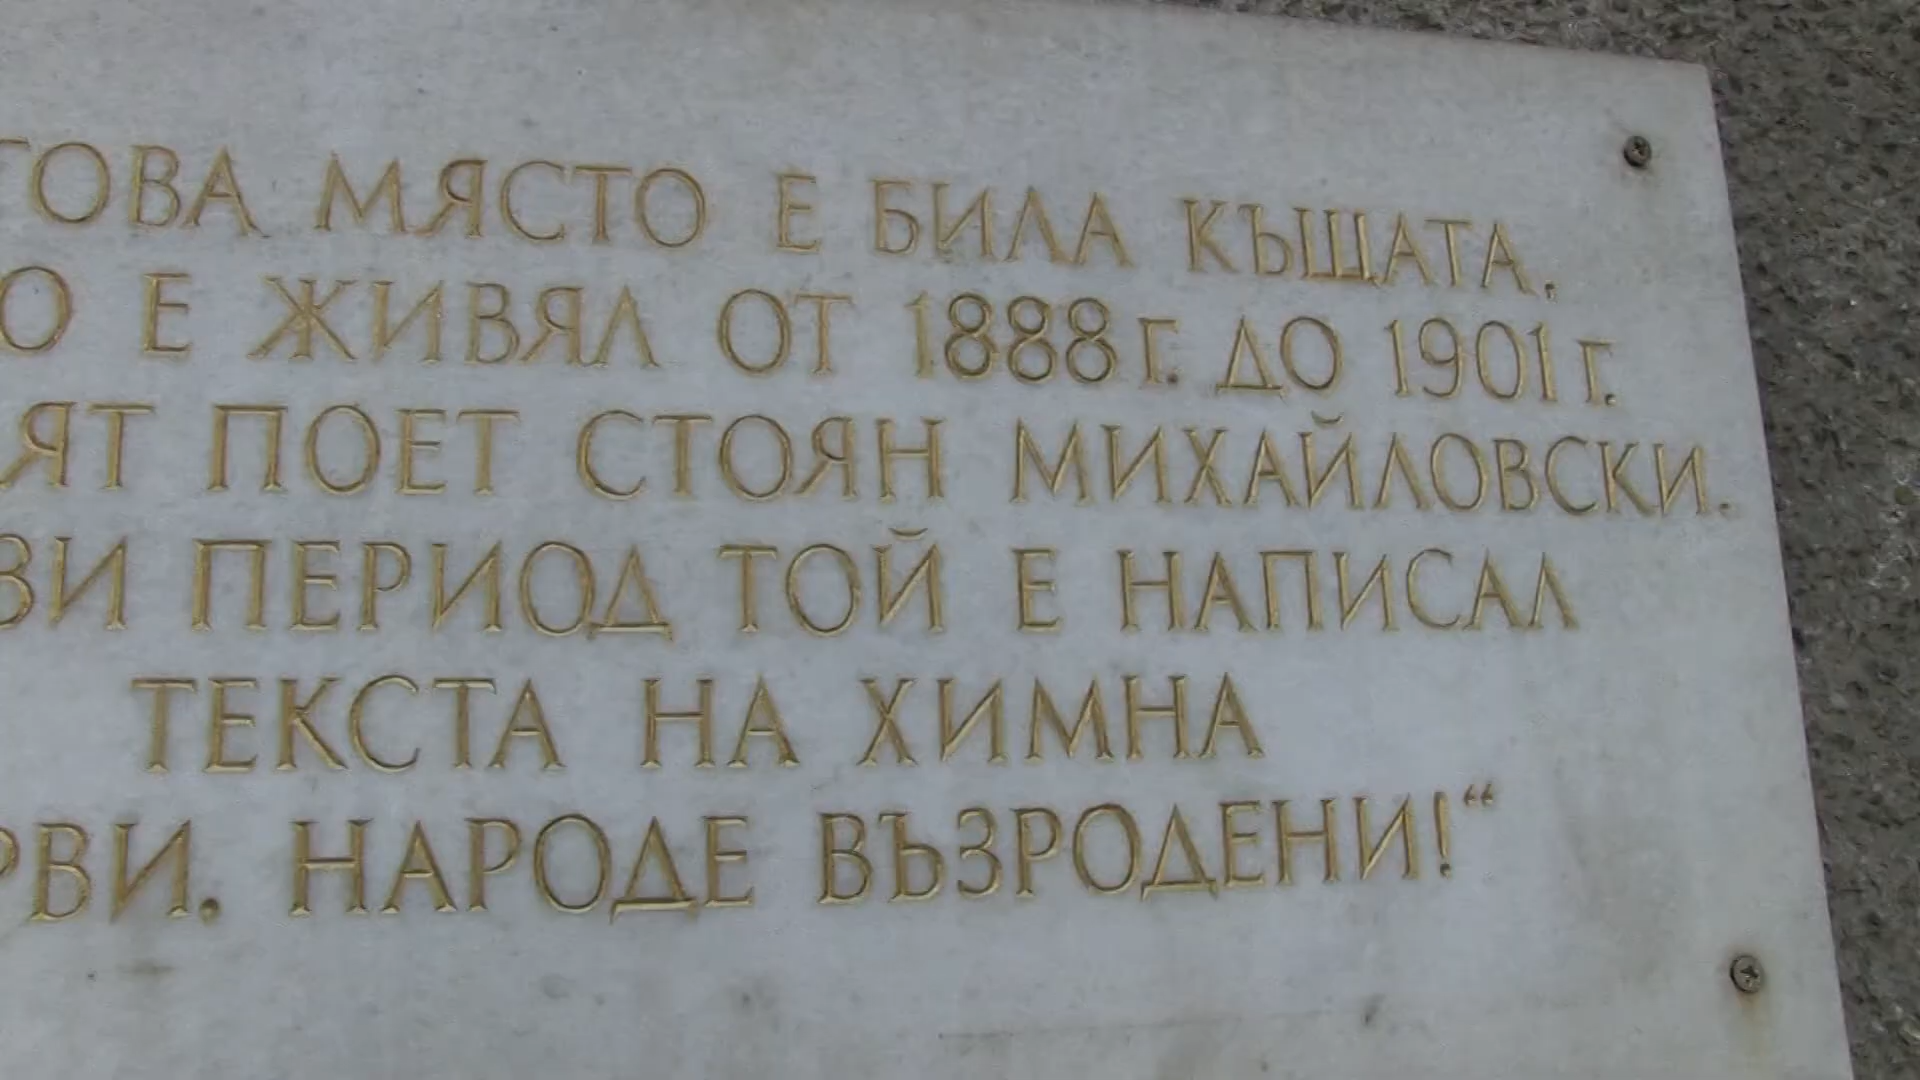 ТОВА МЯСТО Е БИЛА КЪЩАТА,
О Е ЖИВЯЛ ОТ 1888 Г. ДО 1901 Г.
ЯТ ПОЕТ СТОЯН МИХАЙЛОВСКИ.
ЗИ ПЕРИОД ТОЙ Е НАПИСАЛ
ТЕКСТА НА ХИМНА
РВИ, НАРОДЕ ВЪЗРОДЕНИ!“